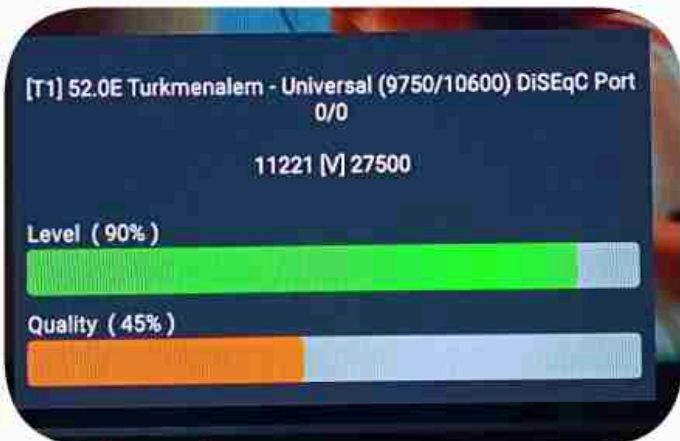 [T1] 52.0E Turkmenalem - Universal (9750/10600) DiSEqC Port
0/0
11221 [V] 27500
Level ( 90% )
Quality ( 45% )